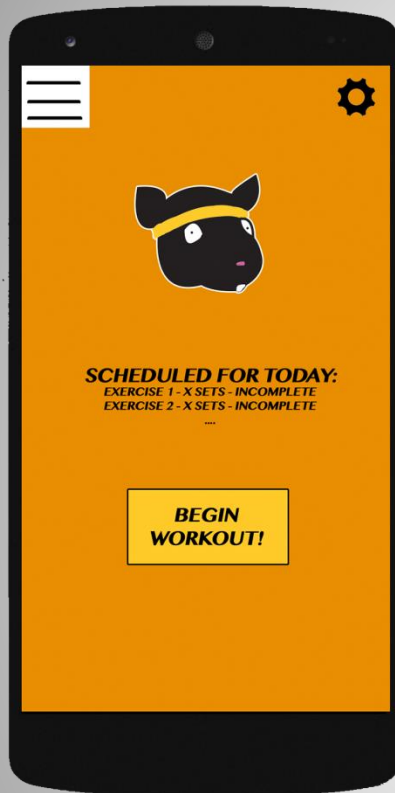 SCHEDULED FOR TODAY:
EXERCISE 1 - X SETS - INCOMPLETE
EXERCISE 2 - X SETS - INCOMPLETE
....
BEGIN
WORKOUT!